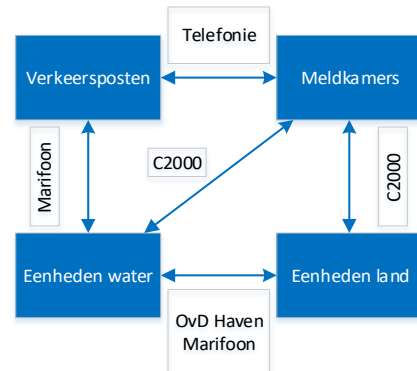 Telefonie
Verkeersposten
Meldkamers
Marifoon
C2000
C2000
Eenheden water
Eenheden land
OvD Haven
Marifoon